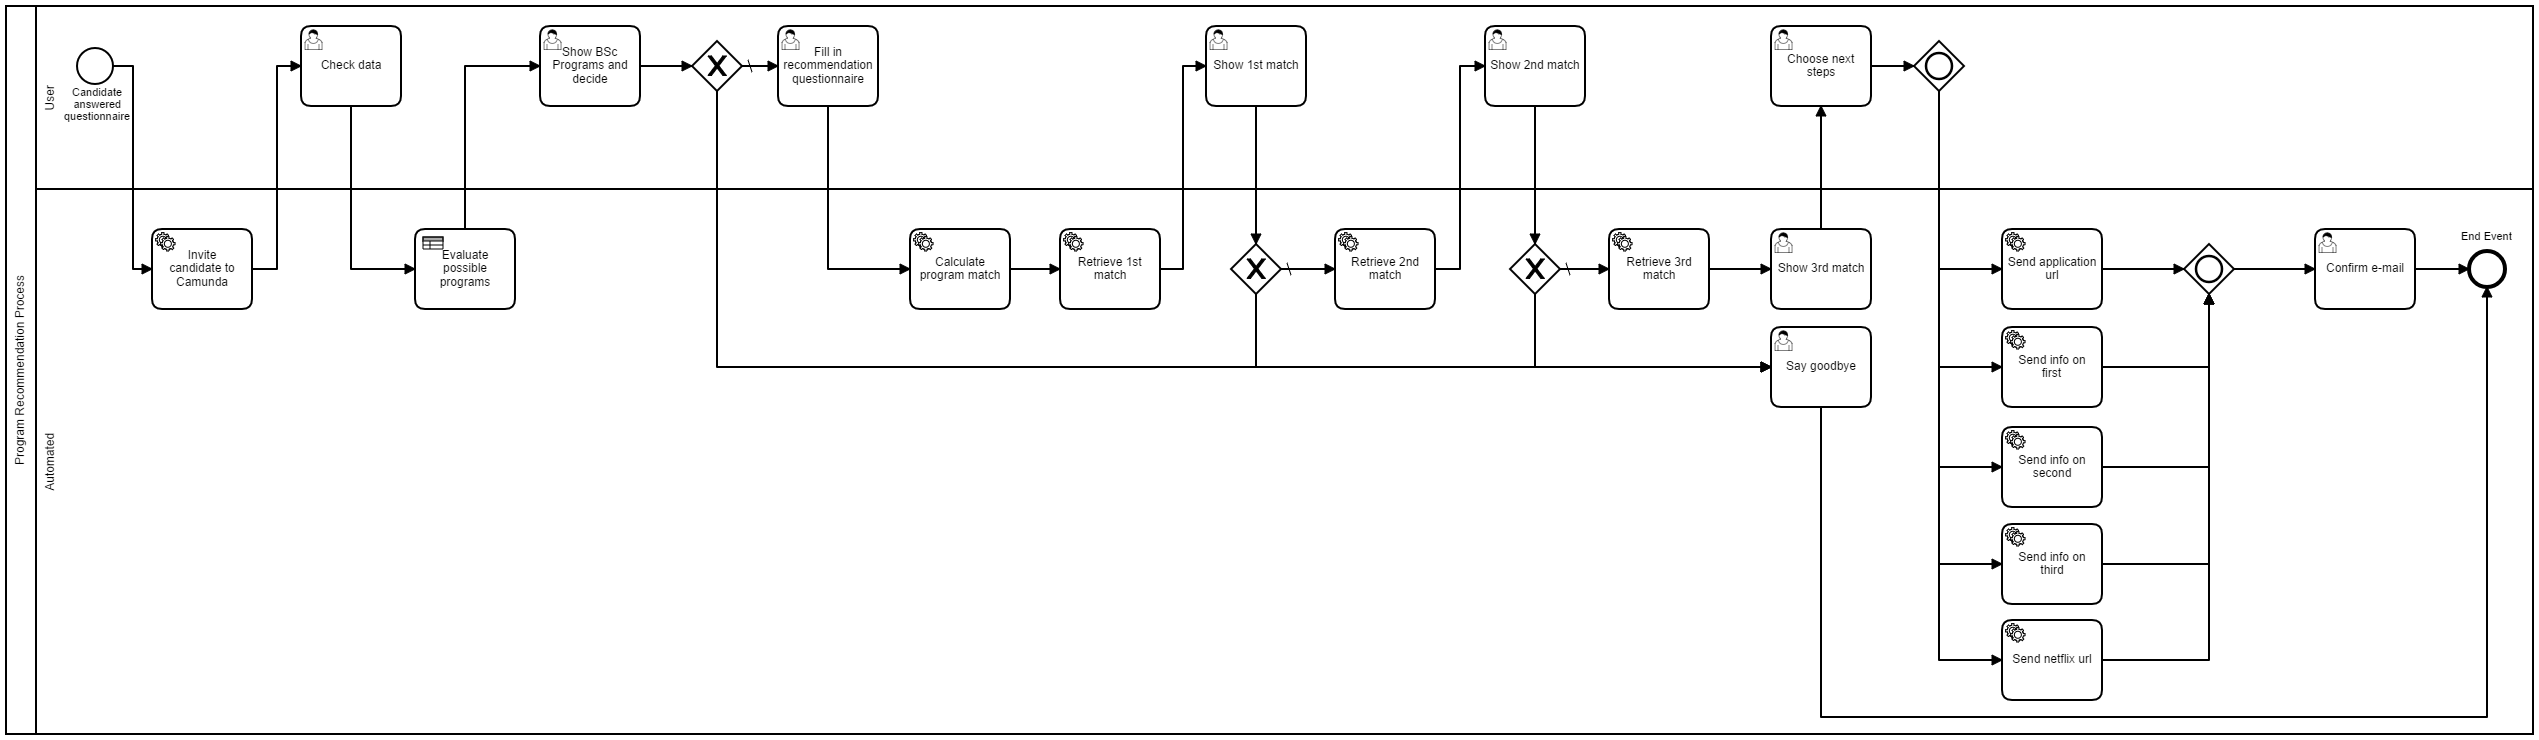 Program Recommendation Process
User
Candidate
answered
questionnaire
Check data
Show BSc
Programs and
decide
Fill in
recommendation
questionnaire
Show 1st match
Show 2nd match
Choose next
steps
Automated
Invite
candidate to
Camunda
Evaluate
possible
programs
Calculate
program match
Retrieve 1st
match
Retrieve 2nd
match
Retrieve 3rd
match
Show 3rd match
Say goodbye
Send application
url
Send info on
first
Send info on
second
Send info on
third
Send netflix url
Confirm e-mail
End Event